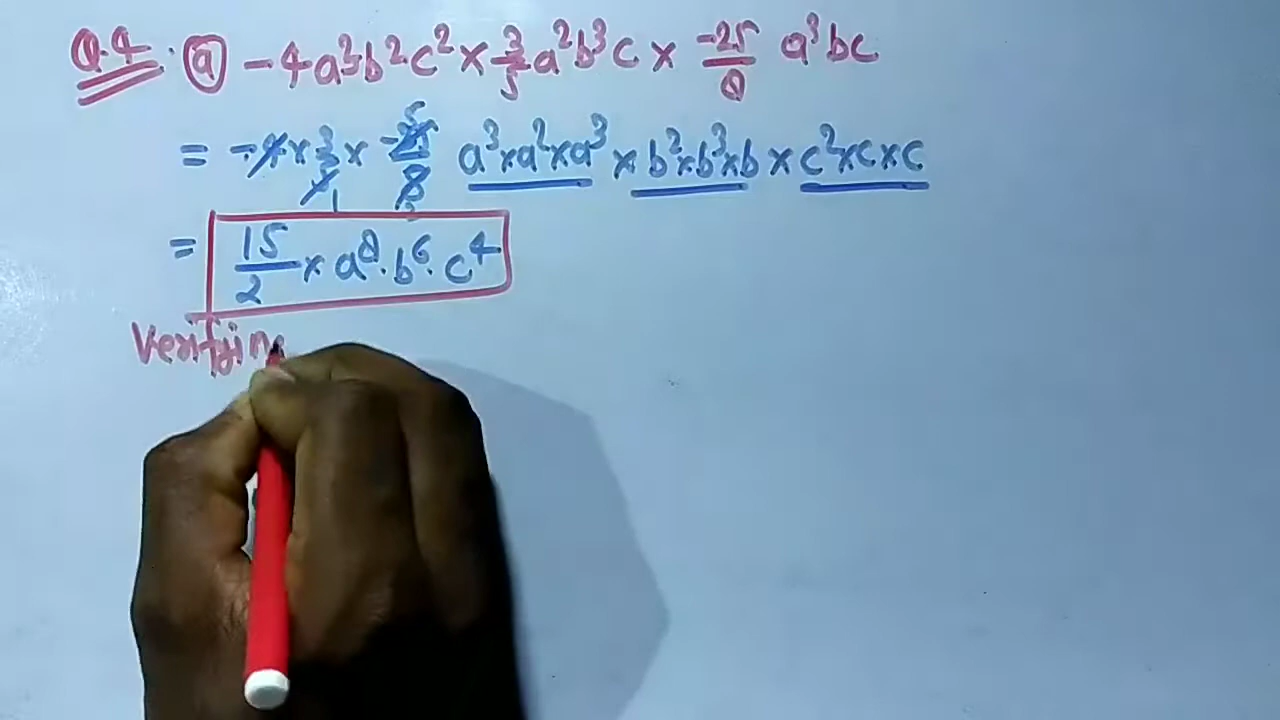 Q.4. (a) -4a³b²c² × 3/5 a²b³c × -25/8 a³bc
= -4 × 3/5 × -25/8 a³×a²×a³ × b²×b³×b × c²×c×c
= 15/2 × a⁸.b⁶.c⁴
Verifyin